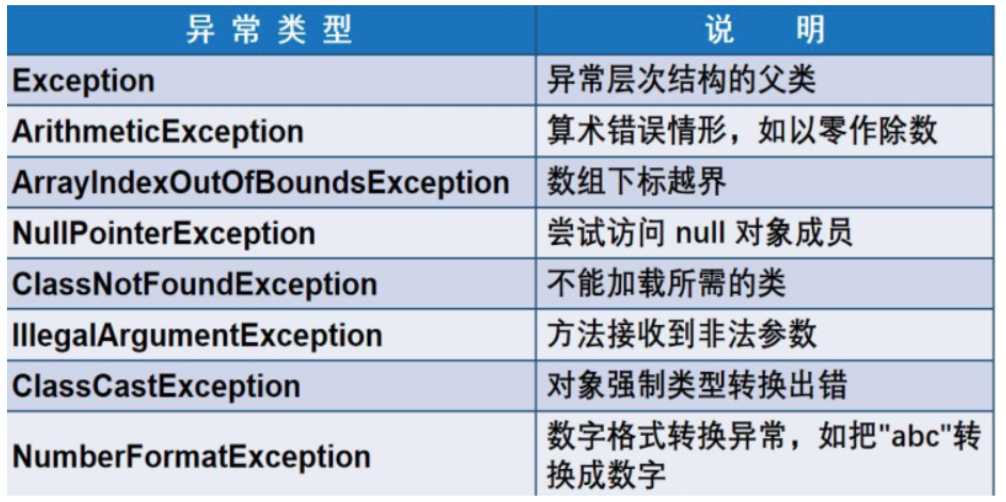 异常类型 说明
Exception 异常层次结构的父类
ArithmeticException 算术错误情形，如以零作除数
ArrayIndexOutOfBoundsException 数组下标越界
NullPointerException 尝试访问 null 对象成员
ClassNotFoundException 不能加载所需的类
IllegalArgumentException 方法接收到非法参数
ClassCastException 对象强制类型转换出错
NumberFormatException 数字格式转换异常，如把"abc"转
换成数字